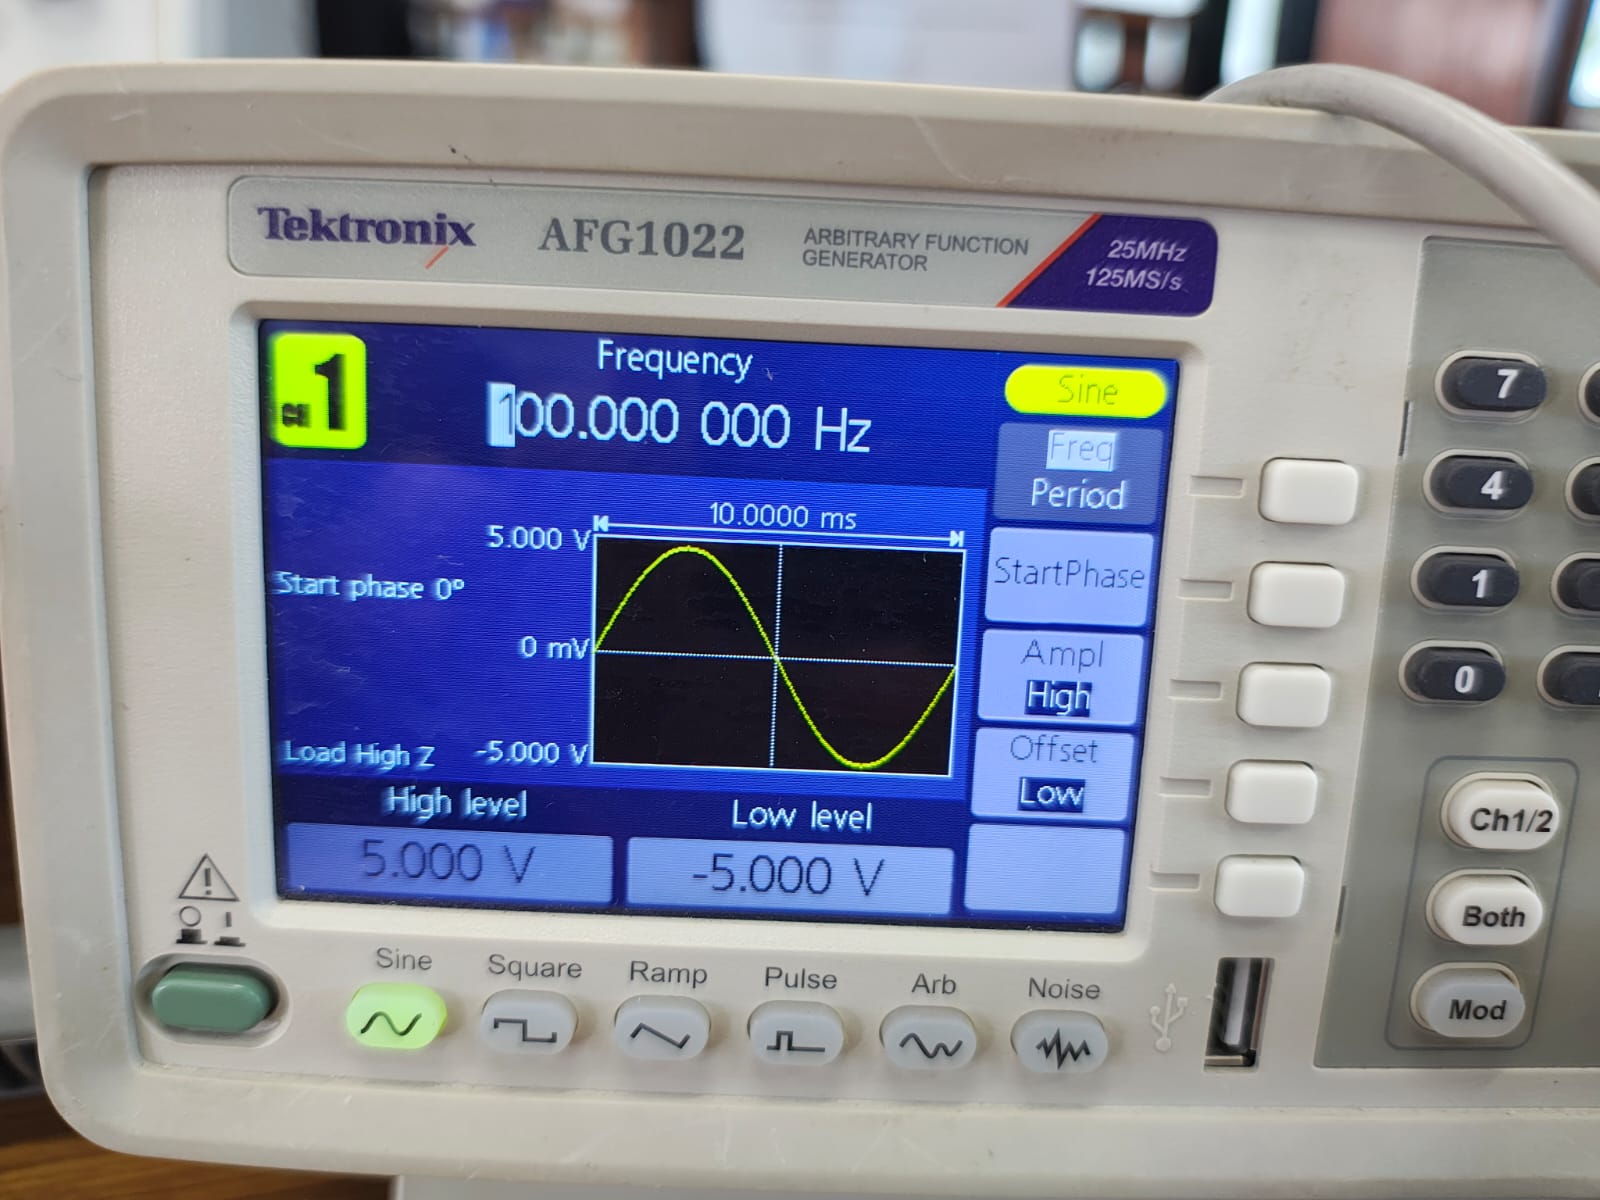 Tektronix AFG1022 ARBITRARY FUNCTION GENERATOR 25MHz 125MS/s
CH 1
Frequency
100.000 000 Hz
Sine
Freq
Period
StartPhase
Ampl
High
Offset
Low
10.0000 ms
5.000 V
Start phase 0°
0 mV
Load High Z -5.000 V
High level Low level
5.000 V -5.000 V
Sine Square Ramp Pulse Arb Noise
7
4
1
0
Ch1/2
Both
Mod